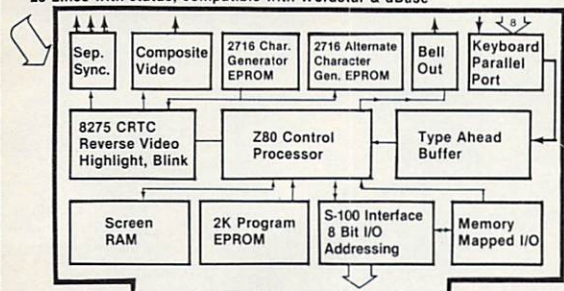 25 Lines with status, compatible with Wordstar & dBase
8
Sep.
Sync.
Composite
Video
2716 Char.
Generator
EPROM
2716 Alternate
Character
Gen. EPROM
Bell
Out
Keyboard
Parallel
Port
8275 CRTC
Reverse Video
Highlight, Blink
Z80 Control
Processor
Type Ahead
Buffer
Screen
RAM
2K Program
EPROM
S-100 Interface
8 Bit I/O
Addressing
Memory
Mapped I/O